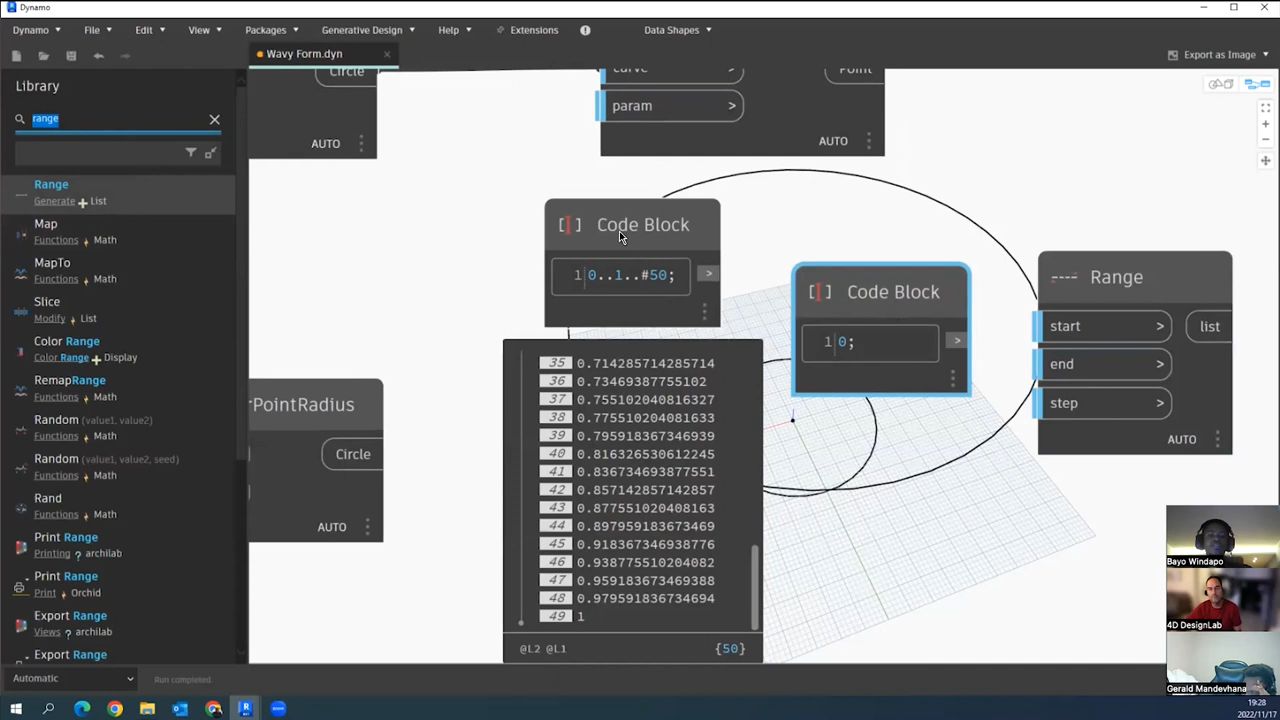 Dynamo
Dynamo
File
Edit
View
Packages
Generative Design
Help
Extensions
Data Shapes
Wavy Form.dyn
Export as Image
Library
range
Range
Generate List
Map
Functions Math
MapTo
Functions Math
Slice
Modify List
Color Range
Color Range Display
RemapRange
Functions Math
Random (value1, value2)
Functions Math
Random (value1, value2, seed)
Functions Math
Rand
Functions Math
Print Range
Printing ? archilab
Print Range
Print ? Orchid
Export Range
Views ? archilab
Export Range
Circle
AUTO
curve
Point
param >
AUTO
[ ] Code Block
1 0..1..#50; >
[ ] Code Block
1 0; >
Range
start > list
end >
step >
AUTO
rPointRadius
Circle
AUTO
35 0.714285714285714
36 0.73469387755102
37 0.755102040816327
38 0.775510204081633
39 0.795918367346939
40 0.816326530612245
41 0.836734693877551
42 0.857142857142857
43 0.877551020408163
44 0.897959183673469
45 0.918367346938776
46 0.938775510204082
47 0.959183673469388
48 0.979591836734694
49 1
@L2 @L1 {50}
Bayo Windapo
4D DesignLab
Gerald Mandevhana
Automatic
Run completed.
19:28
2022/11/17